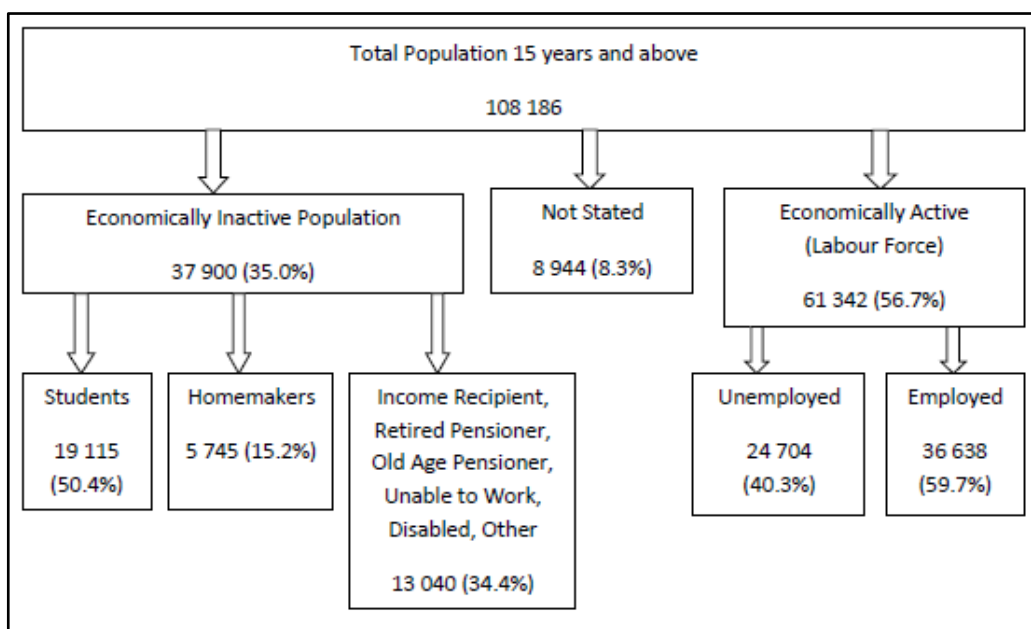 Total Population 15 years and above
108 186
Economically Inactive Population
37 900 (35.0%)
Not Stated
8 944 (8.3%)
Economically Active
(Labour Force)
61 342 (56.7%)
Students
19 115
(50.4%)
Homemakers
5 745 (15.2%)
Income Recipient,
Retired Pensioner,
Old Age Pensioner,
Unable to Work,
Disabled, Other
13 040 (34.4%)
Unemployed
24 704
(40.3%)
Employed
36 638
(59.7%)